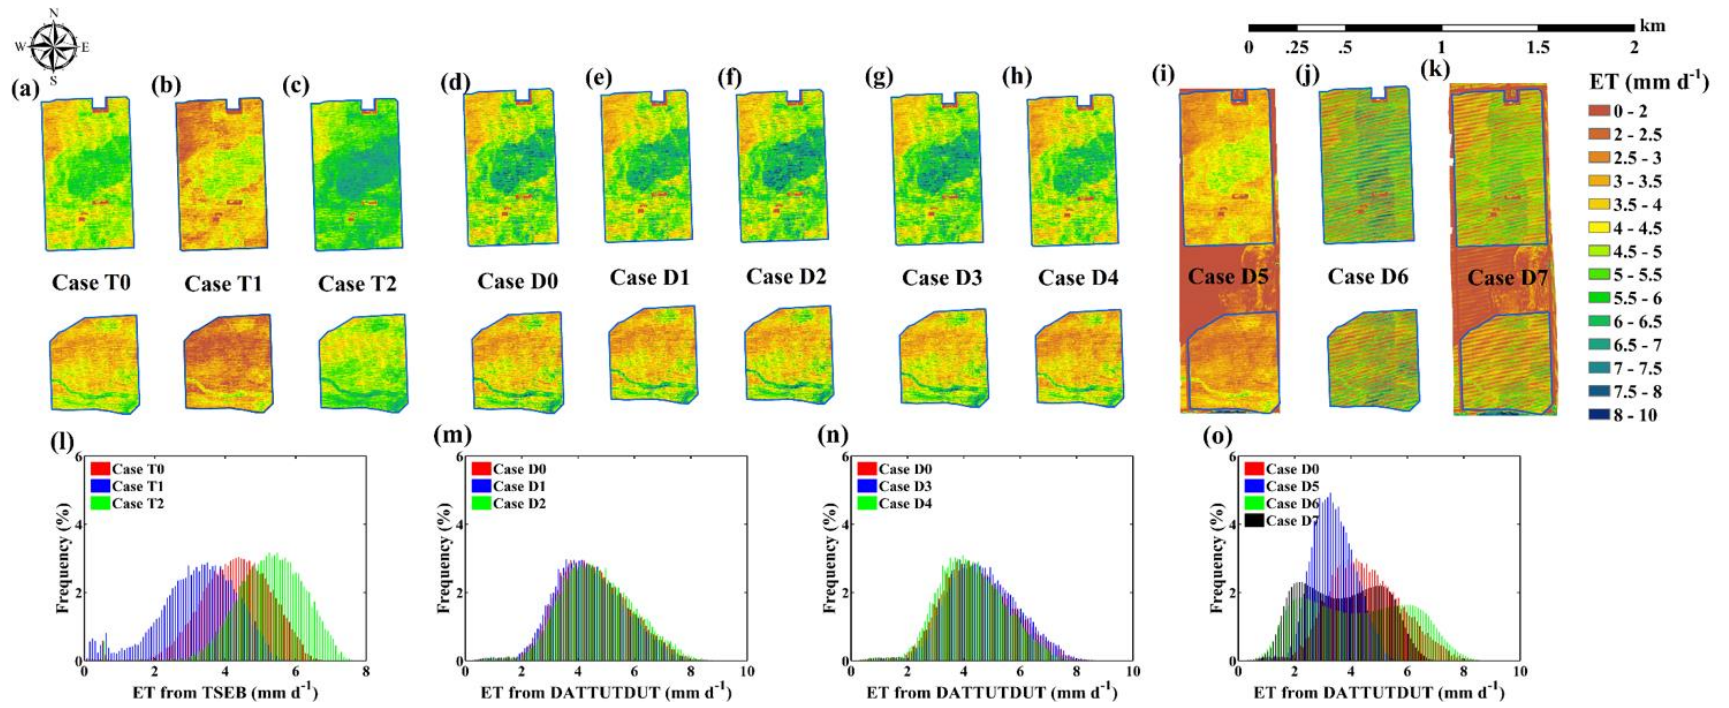 N
W E
S
km
0 .25 .5 1 1.5 2
(a) (b) (c) (d) (e) (f) (g) (h) (i) (j) (k)
ET (mm d-1)
0 - 2
2 - 2.5
2.5 - 3
3 - 3.5
3.5 - 4
4 - 4.5
4.5 - 5
5 - 5.5
5.5 - 6
6 - 6.5
6.5 - 7
7 - 7.5
7.5 - 8
8 - 10
Case T0 Case T1 Case T2 Case D0 Case D1 Case D2 Case D3 Case D4 Case D5 Case D6 Case D7
(l)
6
4
2
0
Frequency (%)
Case T0
Case T1
Case T2
0 2 4 6 8
ET from TSEB (mm d-1)
(m)
6
4
2
0
Frequency (%)
Case D0
Case D1
Case D2
0 2 4 6 8 10
ET from DATTUTDUT (mm d-1)
(n)
6
4
2
0
Frequency (%)
Case D0
Case D3
Case D4
0 2 4 6 8 10
ET from DATTUTDUT (mm d-1)
(o)
6
4
2
0
Frequency (%)
Case D0
Case D5
Case D6
Case D7
0 2 4 6 8 10
ET from DATTUTDUT (mm d-1)